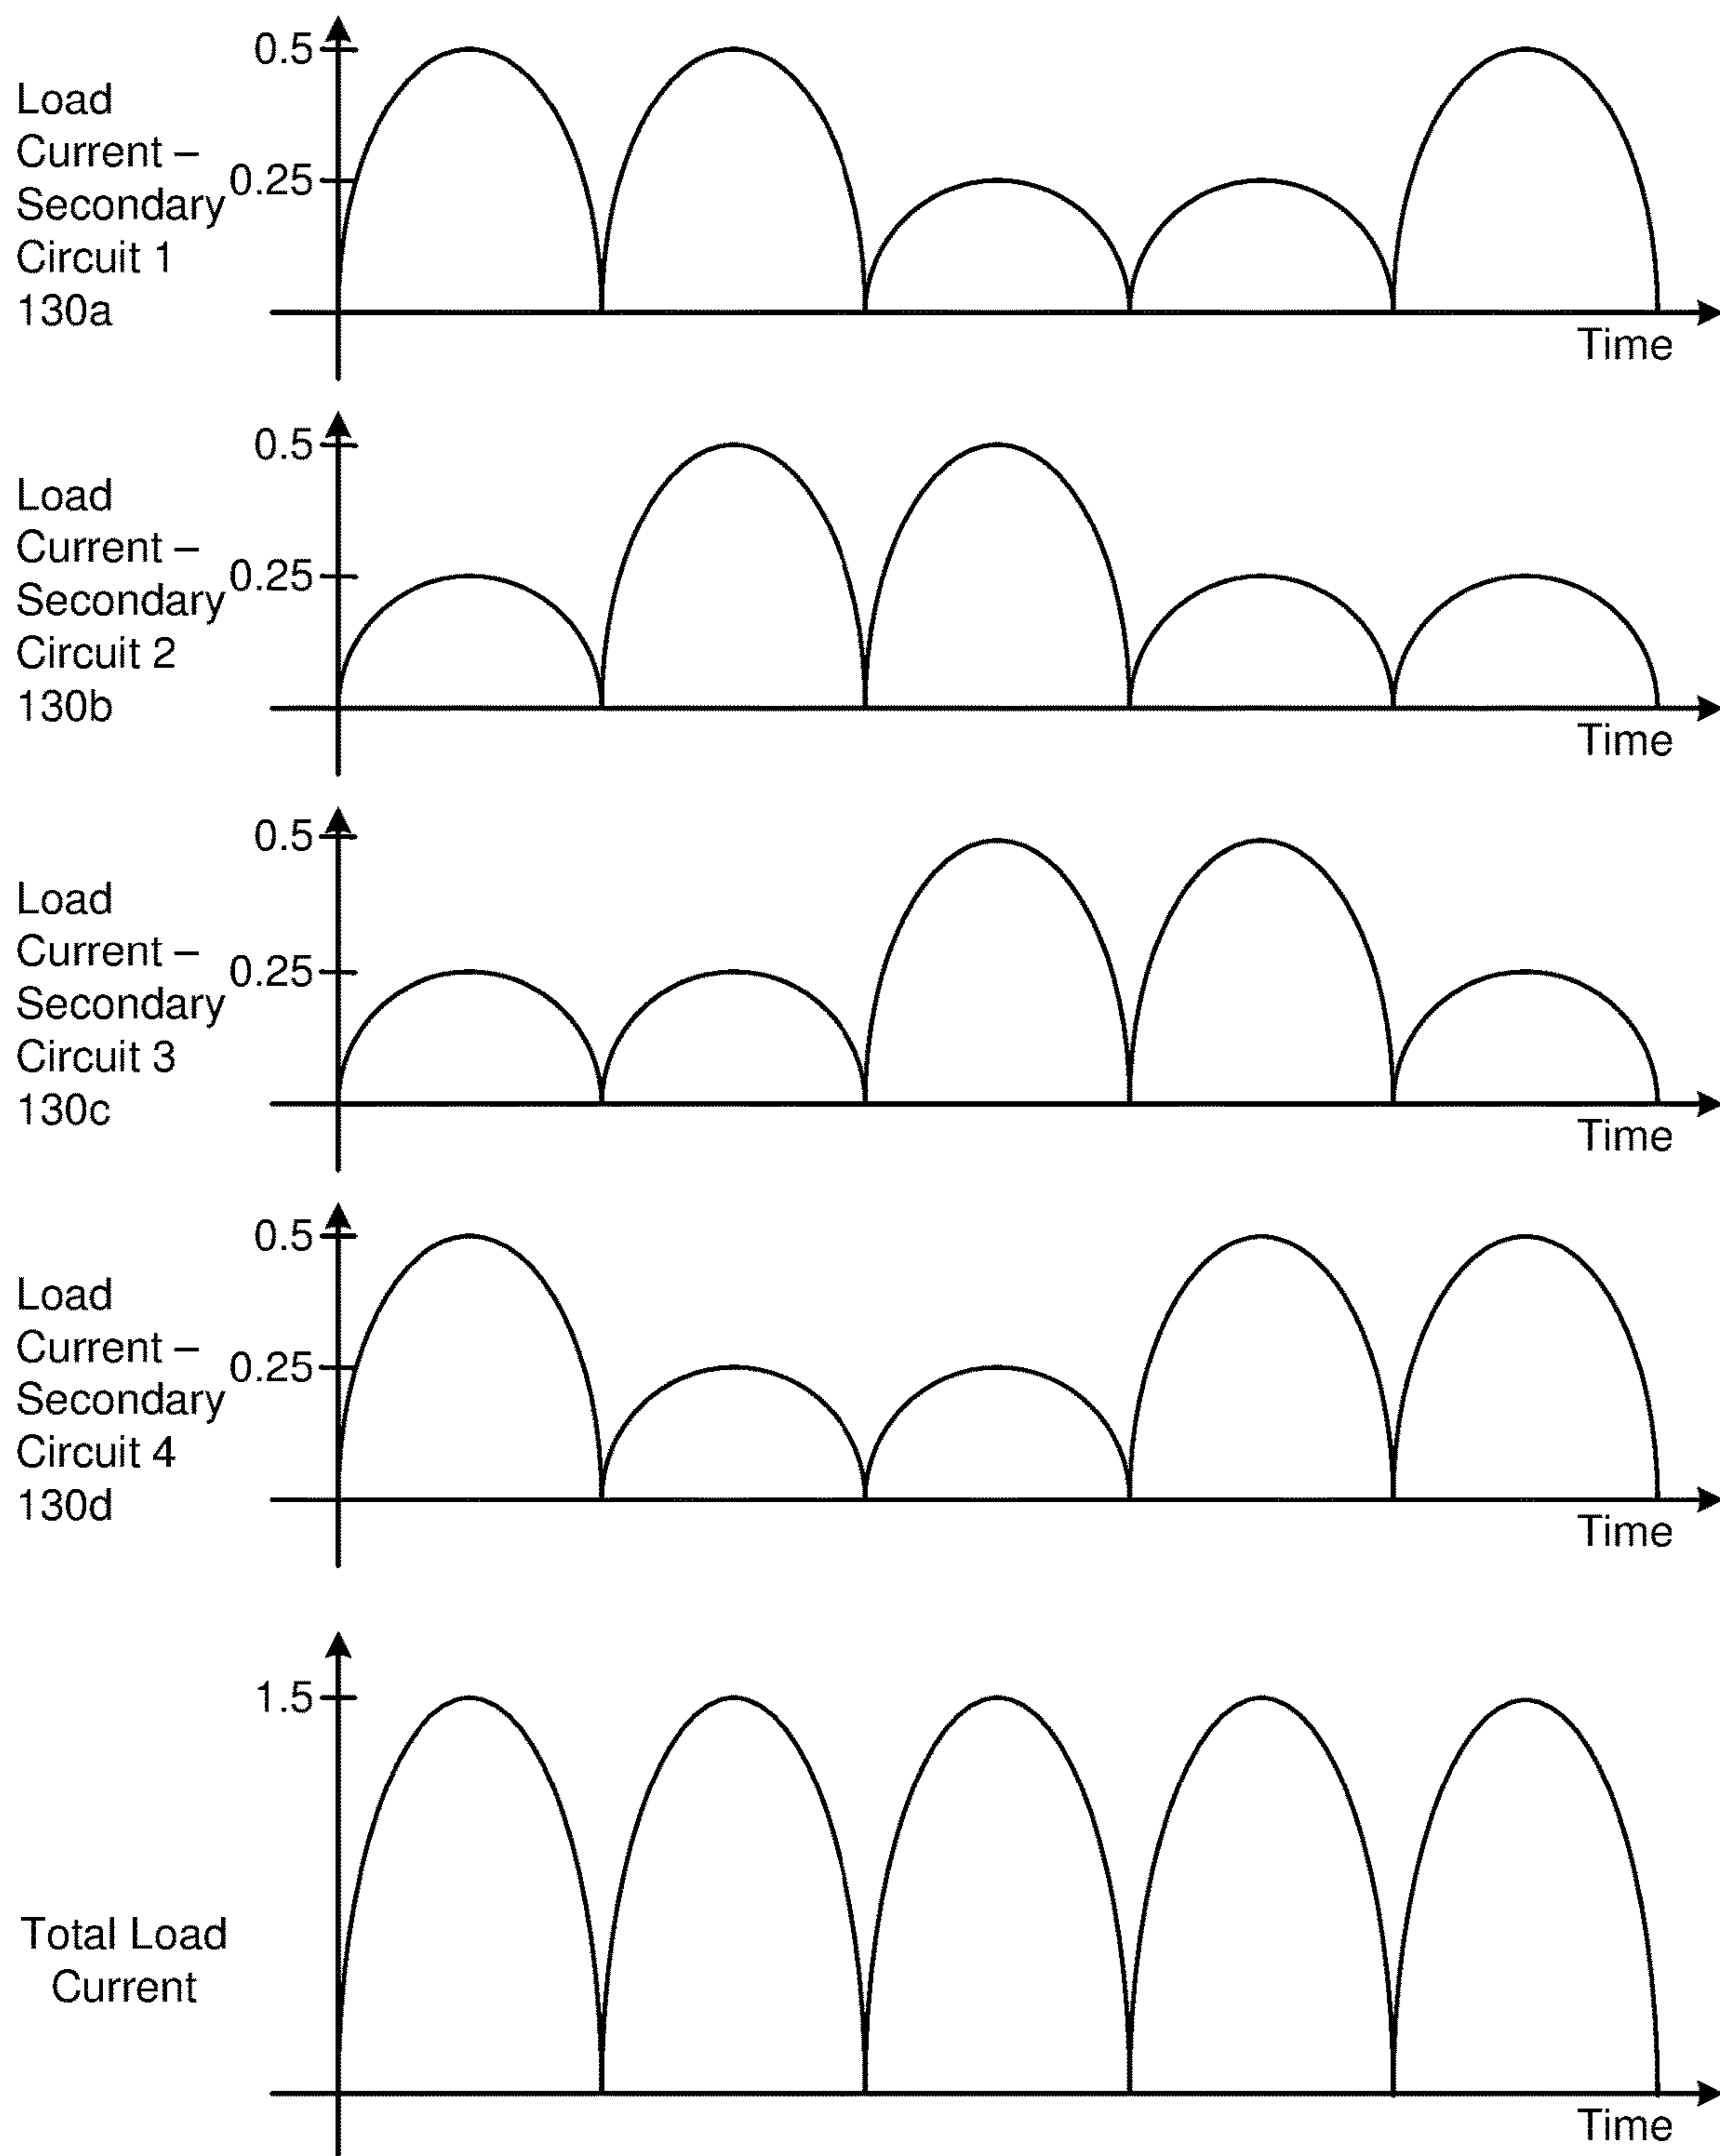 0.5
Load
Current –
0.25
Secondary
Circuit 1
130a
Time
0.5
Load
Current –
0.25
Secondary
Circuit 2
130b
Time
0.5
Load
Current –
0.25
Secondary
Circuit 3
130c
Time
0.5
Load
Current –
0.25
Secondary
Circuit 4
130d
Time
1.5
Total Load
Current
Time